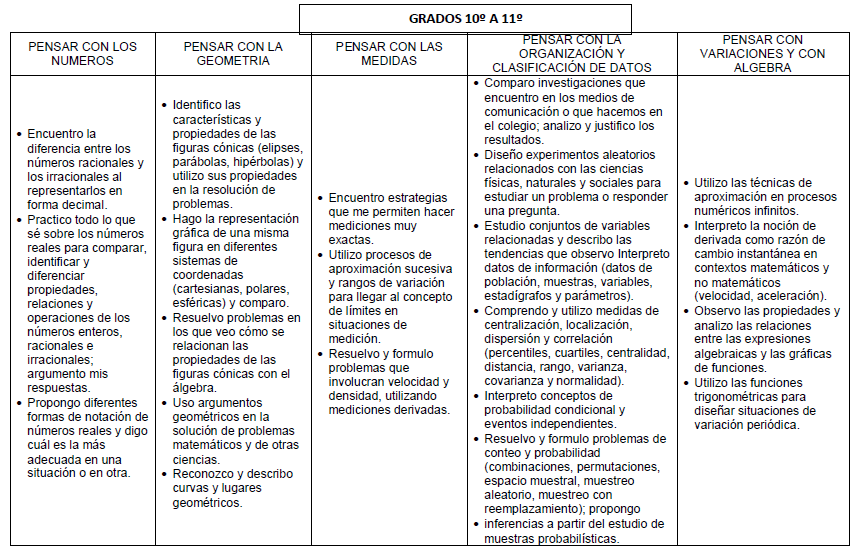 GRADOS 10º A 11º
PENSAR CON LOS
NUMEROS
PENSAR CON LA
GEOMETRIA
PENSAR CON LAS
MEDIDAS
PENSAR CON LA
ORGANIZACIÓN Y
CLASIFICACIÓN DE DATOS
PENSAR CON
VARIACIONES Y CON
ALGEBRA
• Encuentro la
diferencia entre los
números racionales y
los irracionales al
representarlos en
forma decimal.
• Practico todo lo que
sé sobre los números
reales para comparar,
identificar y
diferenciar
propiedades,
relaciones y
operaciones de los
números enteros,
racionales e
irracionales;
argumento mis
respuestas.
• Propongo diferentes
formas de notación de
números reales y digo
cuál es la más
adecuada en una
situación o en otra.
• Identifico las
características y
propiedades de las
figuras cónicas (elipses,
parábolas, hipérbolas) y
utilizo sus propiedades
en la resolución de
problemas.
• Hago la representación
gráfica de una misma
figura en diferentes
sistemas de
coordenadas
(cartesianas, polares,
esféricas) y comparo.
• Resuelvo problemas en
los que veo cómo se
relacionan las
propiedades de las
figuras cónicas con el
álgebra.
• Uso argumentos
geométricos en la
solución de problemas
matemáticos y de otras
ciencias.
• Reconozco y describo
curvas y lugares
geométricos.
• Encuentro estrategias
que me permiten hacer
mediciones muy
exactas.
• Utilizo procesos de
aproximación sucesiva
y rangos de variación
para llegar al concepto
de límites en
situaciones de
medición.
• Resuelvo y formulo
problemas que
involucran velocidad y
densidad, utilizando
mediciones derivadas.
• Comparo investigaciones que
encuentro en los medios de
comunicación o que hacemos en
el colegio; analizo y justifico los
resultados.
• Diseño experimentos aleatorios
relacionados con las ciencias
físicas, naturales y sociales para
estudiar un problema o responder
una pregunta.
• Estudio conjuntos de variables
relacionadas y describo las
tendencias que observo Interpreto
datos de información (datos de
población, muestras, variables,
estadígrafos y parámetros).
• Comprendo y utilizo medidas de
centralización, localización,
dispersión y correlación
(percentiles, cuartiles, centralidad,
distancia, rango, varianza,
covarianza y normalidad).
• Interpreto conceptos de
probabilidad condicional y
eventos independientes.
• Resuelvo y formulo problemas de
conteo y probabilidad
(combinaciones, permutaciones,
espacio muestral, muestreo
aleatorio, muestreo con
reemplazamiento); propongo
• inferencias a partir del estudio de
muestras probabilísticas.
• Utilizo las técnicas de
aproximación en procesos
numéricos infinitos.
• Interpreto la noción de
derivada como razón de
cambio instantánea en
contextos matemáticos y
no matemáticos
(velocidad, aceleración).
• Observo las propiedades y
analizo las relaciones
entre las expresiones
algebraicas y las gráficas
de funciones.
• Utilizo las funciones
trigonométricas para
diseñar situaciones de
variación periódica.